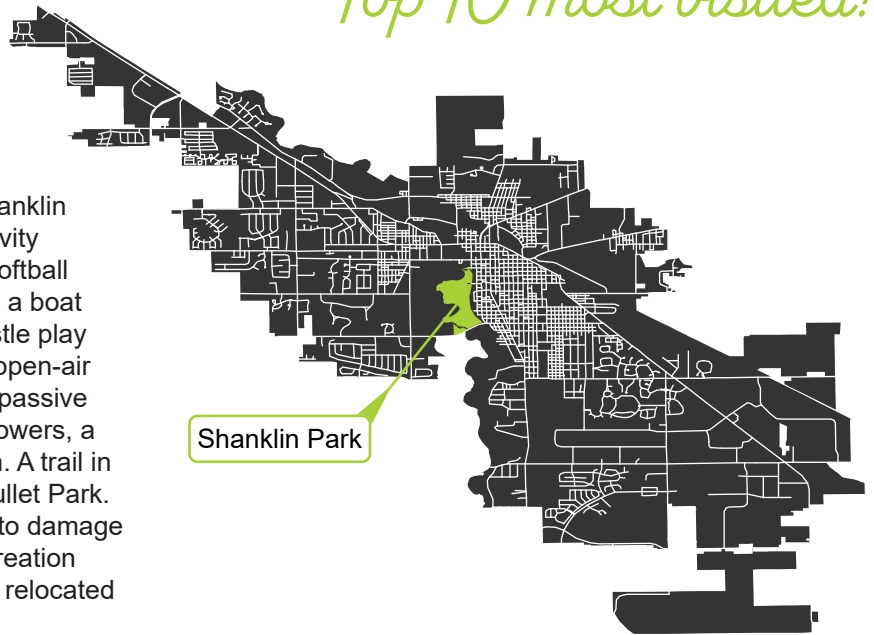 Top 10 most visited!
anklin
vity
oftball
a boat
stle play
open-air
passive
owers, a
n. A trail in
ullet Park.
to damage
reation
relocated
Shanklin Park